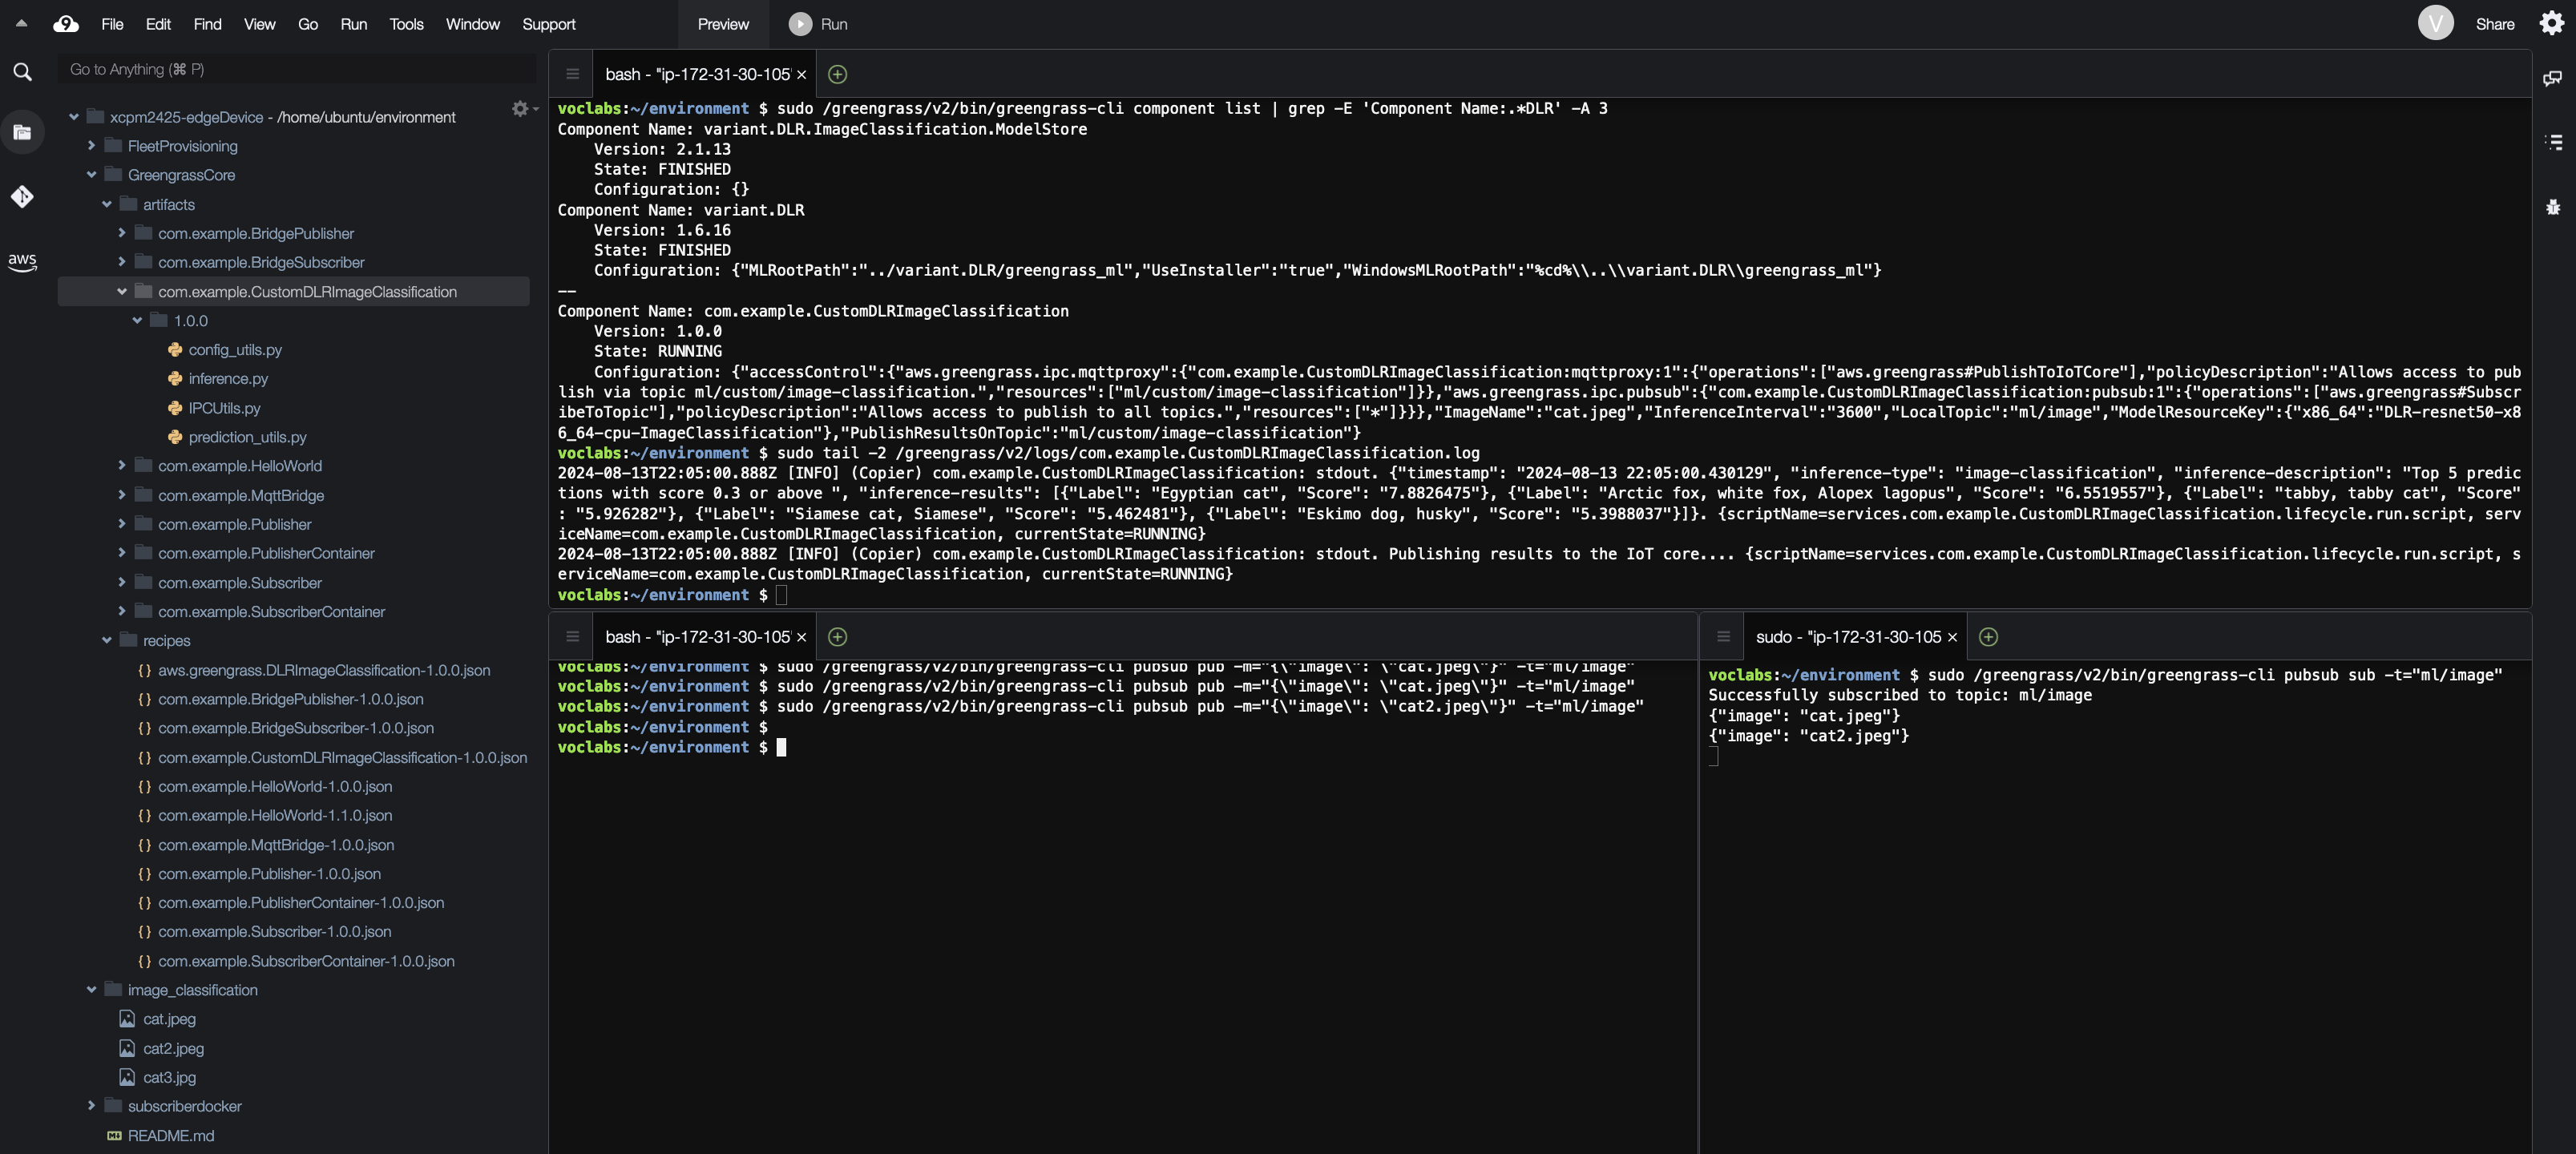 File Edit Find View Go Run Tools Window Support Preview Run V Share
Go to Anything (⌘ P)
aws
xcpm2425-edgeDevice - /home/ubuntu/environment
FleetProvisioning
GreengrassCore
artifacts
com.example.BridgePublisher
com.example.BridgeSubscriber
com.example.CustomDLRImageClassification
1.0.0
config_utils.py
inference.py
IPCUtils.py
prediction_utils.py
com.example.HelloWorld
com.example.MqttBridge
com.example.Publisher
com.example.PublisherContainer
com.example.Subscriber
com.example.SubscriberContainer
recipes
aws.greengrass.DLRImageClassification-1.0.0.json
com.example.BridgePublisher-1.0.0.json
com.example.BridgeSubscriber-1.0.0.json
com.example.CustomDLRImageClassification-1.0.0.json
com.example.HelloWorld-1.0.0.json
com.example.HelloWorld-1.1.0.json
com.example.MqttBridge-1.0.0.json
com.example.Publisher-1.0.0.json
com.example.PublisherContainer-1.0.0.json
com.example.Subscriber-1.0.0.json
com.example.SubscriberContainer-1.0.0.json
image_classification
cat.jpeg
cat2.jpeg
cat3.jpg
subscriberdocker
README.md
bash - "ip-172-31-30-105'
voclabs:~/environment $ sudo /greengrass/v2/bin/greengrass-cli component list | grep -E 'Component Name:.*DLR' -A 3
Component Name: variant.DLR.ImageClassification.ModelStore
    Version: 2.1.13
    State: FINISHED
    Configuration: {}
Component Name: variant.DLR
    Version: 1.6.16
    State: FINISHED
    Configuration: {"MLRootPath":"../variant.DLR/greengrass_ml","UseInstaller":"true","WindowsMLRootPath":"%cd%\\..\\variant.DLR\\greengrass_ml"}
--
Component Name: com.example.CustomDLRImageClassification
    Version: 1.0.0
    State: RUNNING
    Configuration: {"accessControl":{"aws.greengrass.ipc.mqttproxy":{"com.example.CustomDLRImageClassification:mqttproxy:1":{"operations":["aws.greengrass#PublishToIoTCore"],"policyDescription":"Allows access to pub
lish via topic ml/custom/image-classification.","resources":["ml/custom/image-classification"]}},"aws.greengrass.ipc.pubsub":{"com.example.CustomDLRImageClassification:pubsub:1":{"operations":["aws.greengrass#Subscr
ibeToTopic"],"policyDescription":"Allows access to publish to all topics.","resources":["*"]}}},"ImageName":"cat.jpeg","InferenceInterval":"3600","LocalTopic":"ml/image","ModelResourceKey":{"x86_64":"DLR-resnet50-x8
6_64-cpu-ImageClassification"},"PublishResultsOnTopic":"ml/custom/image-classification"}
voclabs:~/environment $ sudo tail -2 /greengrass/v2/logs/com.example.CustomDLRImageClassification.log
2024-08-13T22:05:00.888Z [INFO] (Copier) com.example.CustomDLRImageClassification: stdout. {"timestamp": "2024-08-13 22:05:00.430129", "inference-type": "image-classification", "inference-description": "Top 5 predic
tions with score 0.3 or above ", "inference-results": [{"Label": "Egyptian cat", "Score": "7.8826475"}, {"Label": "Arctic fox, white fox, Alopex lagopus", "Score": "6.5519557"}, {"Label": "tabby, tabby cat", "Score"
: "5.926282"}, {"Label": "Siamese cat, Siamese", "Score": "5.462481"}, {"Label": "Eskimo dog, husky", "Score": "5.3988037"}]}. {scriptName=services.com.example.CustomDLRImageClassification.lifecycle.run.script, serv
iceName=com.example.CustomDLRImageClassification, currentState=RUNNING}
2024-08-13T22:05:00.888Z [INFO] (Copier) com.example.CustomDLRImageClassification: stdout. Publishing results to the IoT core.... {scriptName=services.com.example.CustomDLRImageClassification.lifecycle.run.script, s
erviceName=com.example.CustomDLRImageClassification, currentState=RUNNING}
voclabs:~/environment $
bash - "ip-172-31-30-105'
voclabs:~/environment $ sudo /greengrass/v2/bin/greengrass-cli pubsub pub -m="{\"image\": \"cat.jpeg\"}" -t="ml/image"
voclabs:~/environment $ sudo /greengrass/v2/bin/greengrass-cli pubsub pub -m="{\"image\": \"cat.jpeg\"}" -t="ml/image"
voclabs:~/environment $ sudo /greengrass/v2/bin/greengrass-cli pubsub pub -m="{\"image\": \"cat2.jpeg\"}" -t="ml/image"
voclabs:~/environment $
voclabs:~/environment $
sudo - "ip-172-31-30-105
voclabs:~/environment $ sudo /greengrass/v2/bin/greengrass-cli pubsub sub -t="ml/image"
Successfully subscribed to topic: ml/image
{"image": "cat.jpeg"}
{"image": "cat2.jpeg"}